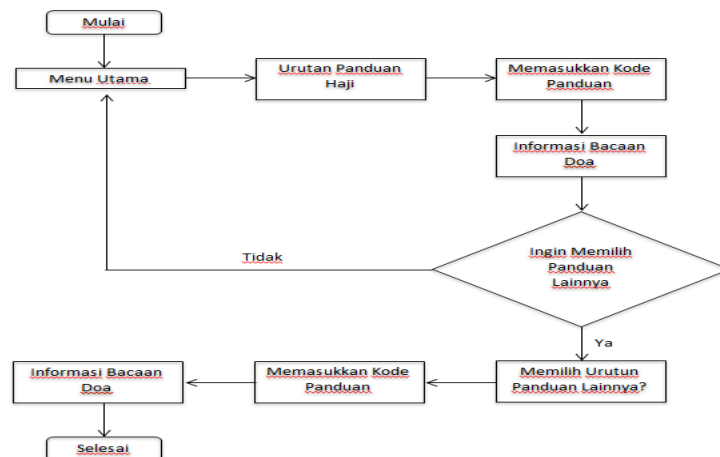 Mulai
Menu Utama
Urutan Panduan
Haji
Memasukkan Kode
Panduan
Informasi Bacaan
Doa
Ingin Memilih
Panduan
Lainnya
Tidak
Ya
Memilih Urutun
Panduan Lainnya?
Memasukkan Kode
Panduan
Informasi Bacaan
Doa
Selesai